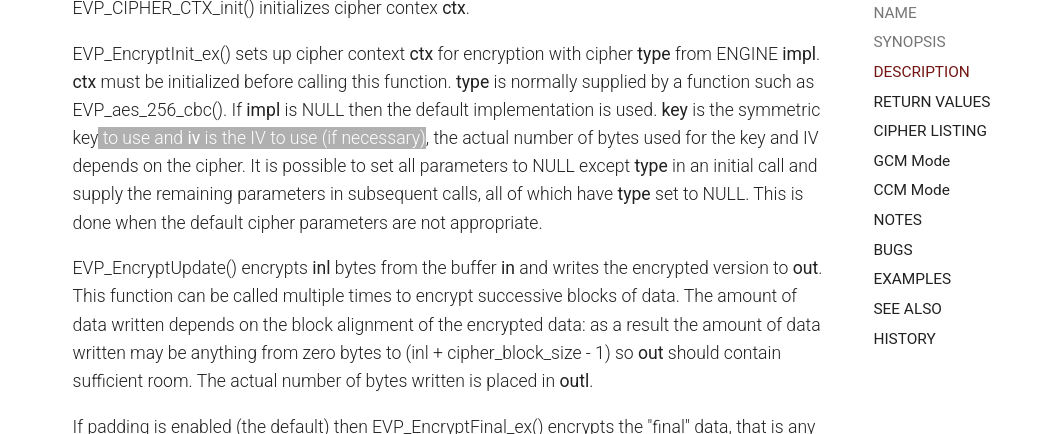 EVP_CIPHER_CTX_init() initializes cipher contex ctx.
EVP_EncryptInit_ex() sets up cipher context ctx for encryption with cipher type from ENGINE impl.
ctx must be initialized before calling this function. type is normally supplied by a function such as
EVP_aes_256_cbc(). If impl is NULL then the default implementation is used. key is the symmetric
key to use and iv is the IV to use (if necessary), the actual number of bytes used for the key and IV
depends on the cipher. It is possible to set all parameters to NULL except type in an initial call and
supply the remaining parameters in subsequent calls, all of which have type set to NULL. This is
done when the default cipher parameters are not appropriate.
EVP_EncryptUpdate() encrypts inl bytes from the buffer in and writes the encrypted version to out.
This function can be called multiple times to encrypt successive blocks of data. The amount of
data written depends on the block alignment of the encrypted data: as a result the amount of data
written may be anything from zero bytes to (inl + cipher_block_size - 1) so out should contain
sufficient room. The actual number of bytes written is placed in outl.
If padding is enabled (the default) then EVP_EncryptFinal_ex() encrypts the "final" data, that is any
NAME
SYNOPSIS
DESCRIPTION
RETURN VALUES
CIPHER LISTING
GCM Mode
CCM Mode
NOTES
BUGS
EXAMPLES
SEE ALSO
HISTORY